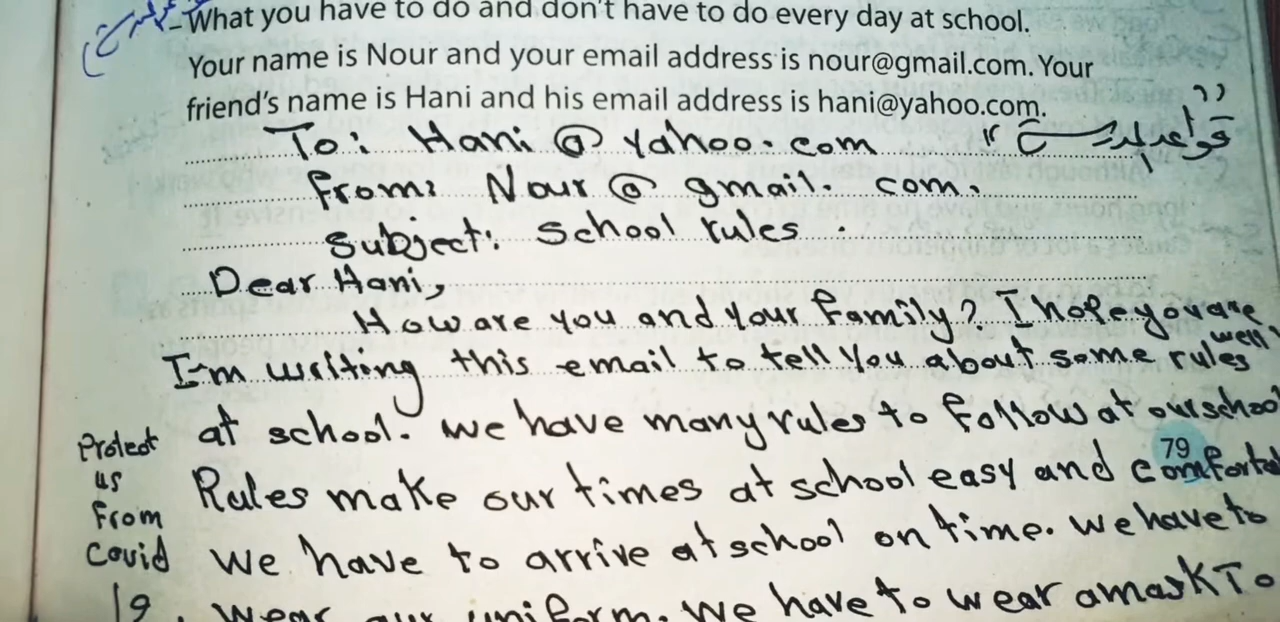 What you have to do and don't have to do every day at school.
Your name is Nour and your email address is nour@gmail.com. Your
friend's name is Hani and his email address is hani@yahoo.com.
To: Hani @ Yahoo.com
From: Nour @ gmail. com.
Subject: School rules.
Dear Hani,
How are you and your family? I hope you are
well
I'm writing this email to tell you about some rules
at school. We have many rules to follow at our school
Rules make our times at school easy and comfortab
79
We have to arrive at school on time. We have to
Wear our uniform. We have to wear a mask To
Protect
us
From
Covid
19.